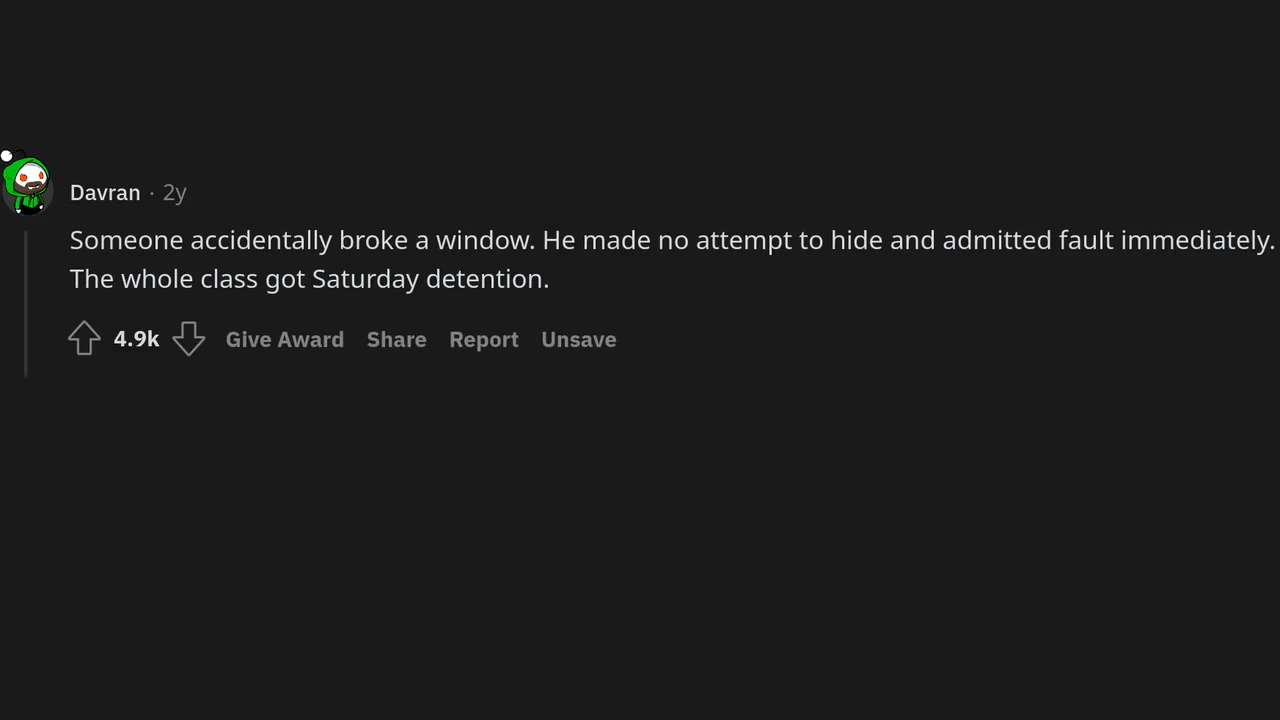 Davran · 2y
Someone accidentally broke a window. He made no attempt to hide and admitted fault immediately.
The whole class got Saturday detention.
4.9k Give Award Share Report Unsave